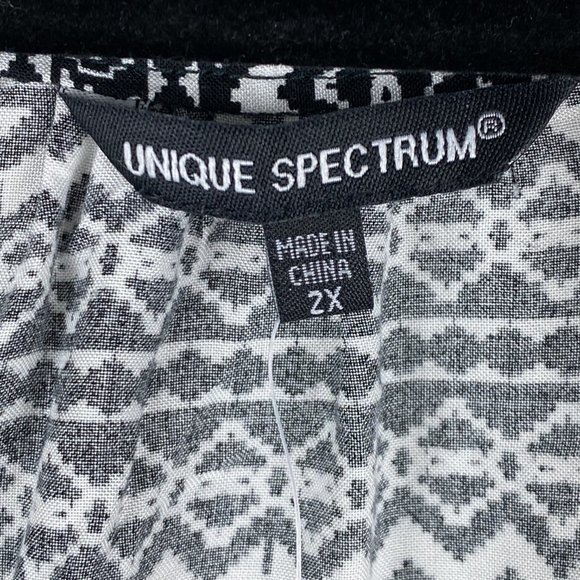 UNIQUE SPECTRUM®
MADE IN
CHINA
2X